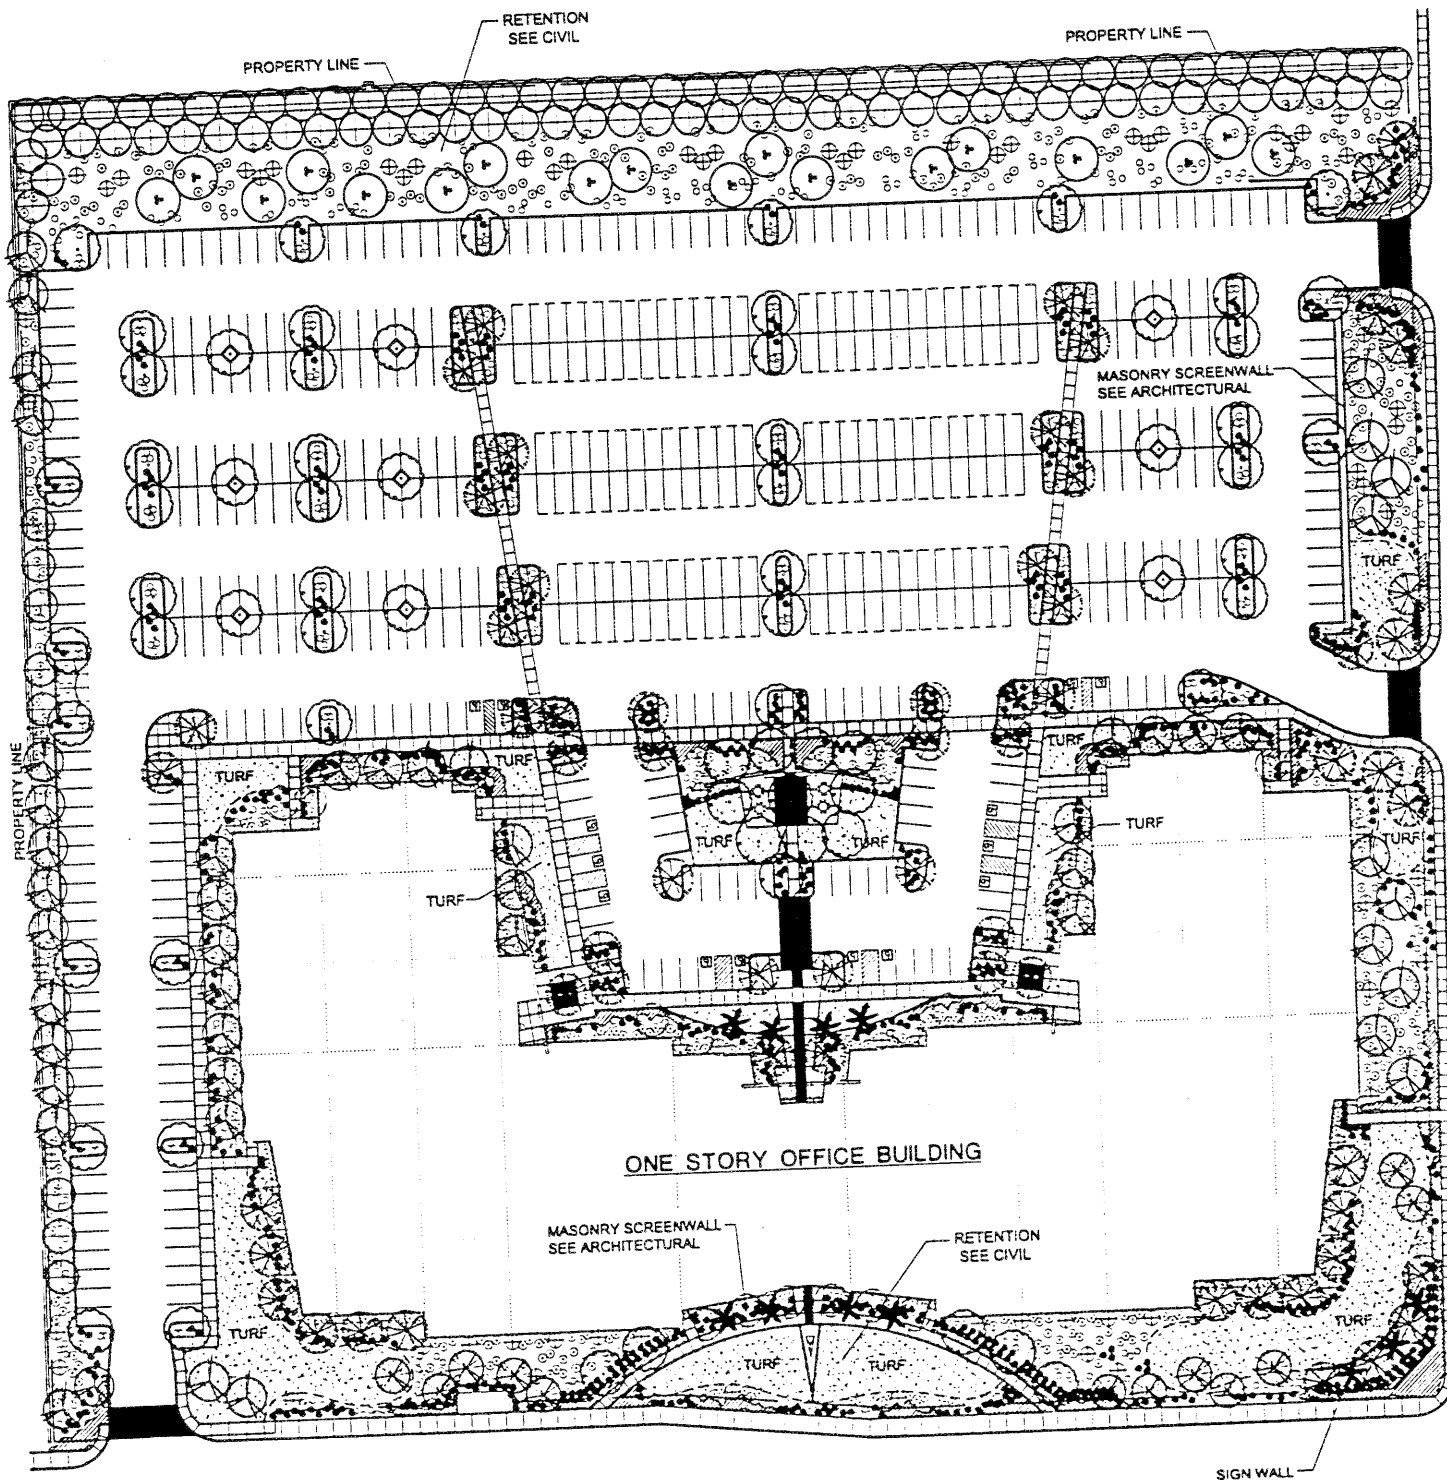 RETENTION
SEE CIVIL
PROPERTY LINE
PROPERTY LINE
MASONRY SCREENWALL
SEE ARCHITECTURAL
TURF
PROPERTY LINE
TURF
TURF
TURF
TURF
TURF
TURF
TURF
TURF
TURF
ONE STORY OFFICE BUILDING
MASONRY SCREENWALL
SEE ARCHITECTURAL
RETENTION
SEE CIVIL
TURF
TURF
TURF
TURF
SIGN WALL